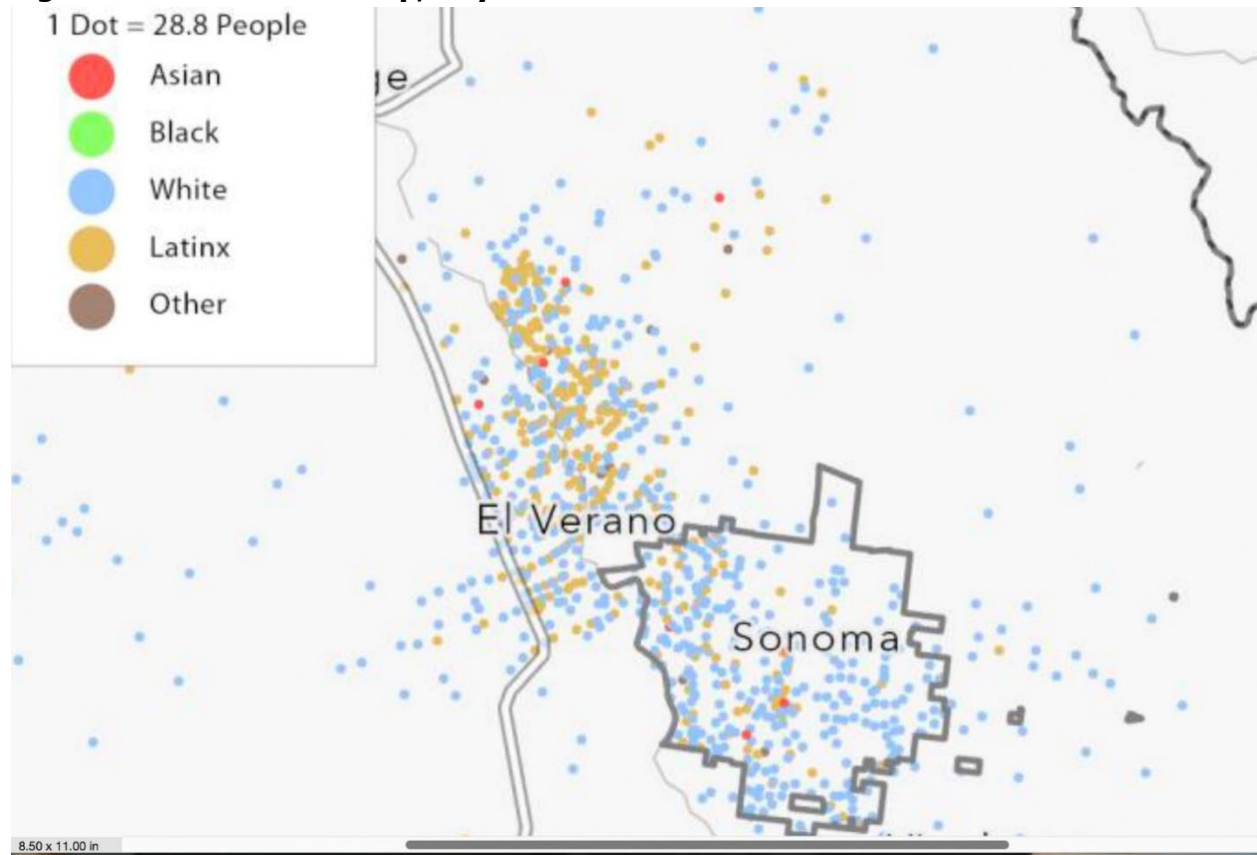 1 Dot = 28.8 People
Asian
Black
White
Latinx
Other
El Verano
Sonoma
8.50 x 11.00 in